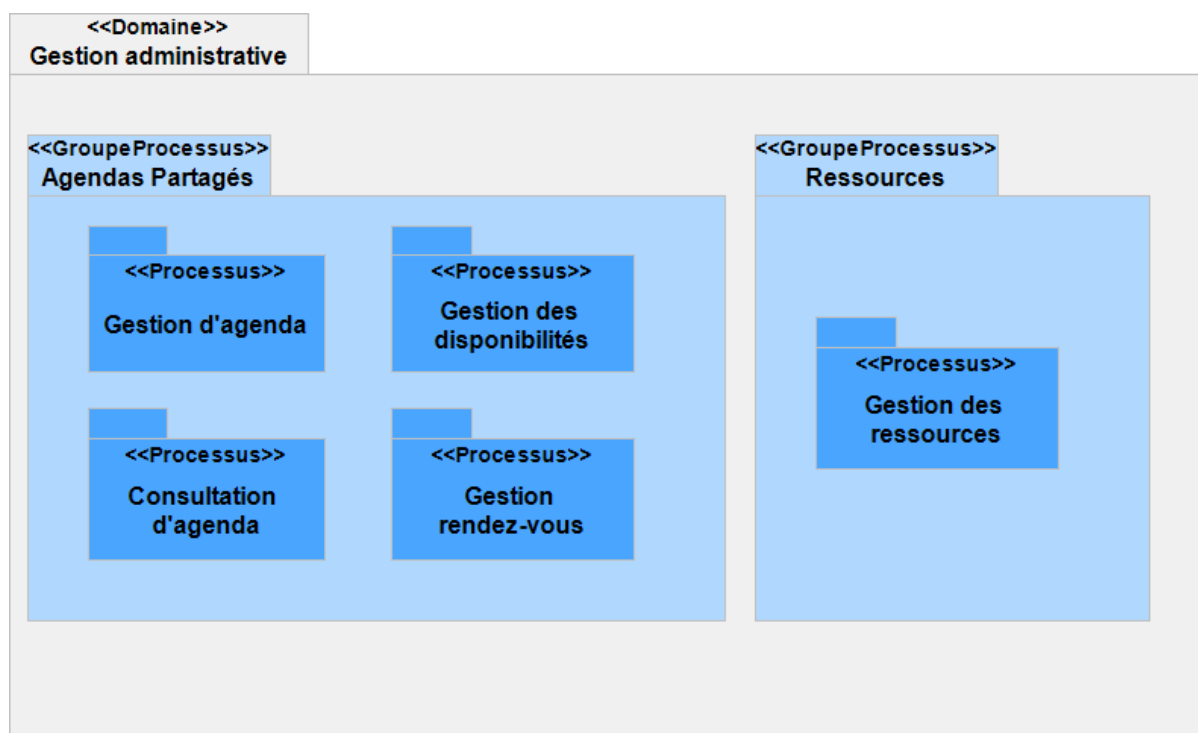 <<Domaine>>
Gestion administrative
<<GroupeProcessus>>
Agendas Partagés
<<Processus>>
Gestion d'agenda
<<Processus>>
Gestion des
disponibilités
<<Processus>>
Consultation
d'agenda
<<Processus>>
Gestion
rendez-vous
<<GroupeProcessus>>
Ressources
<<Processus>>
Gestion des
ressources